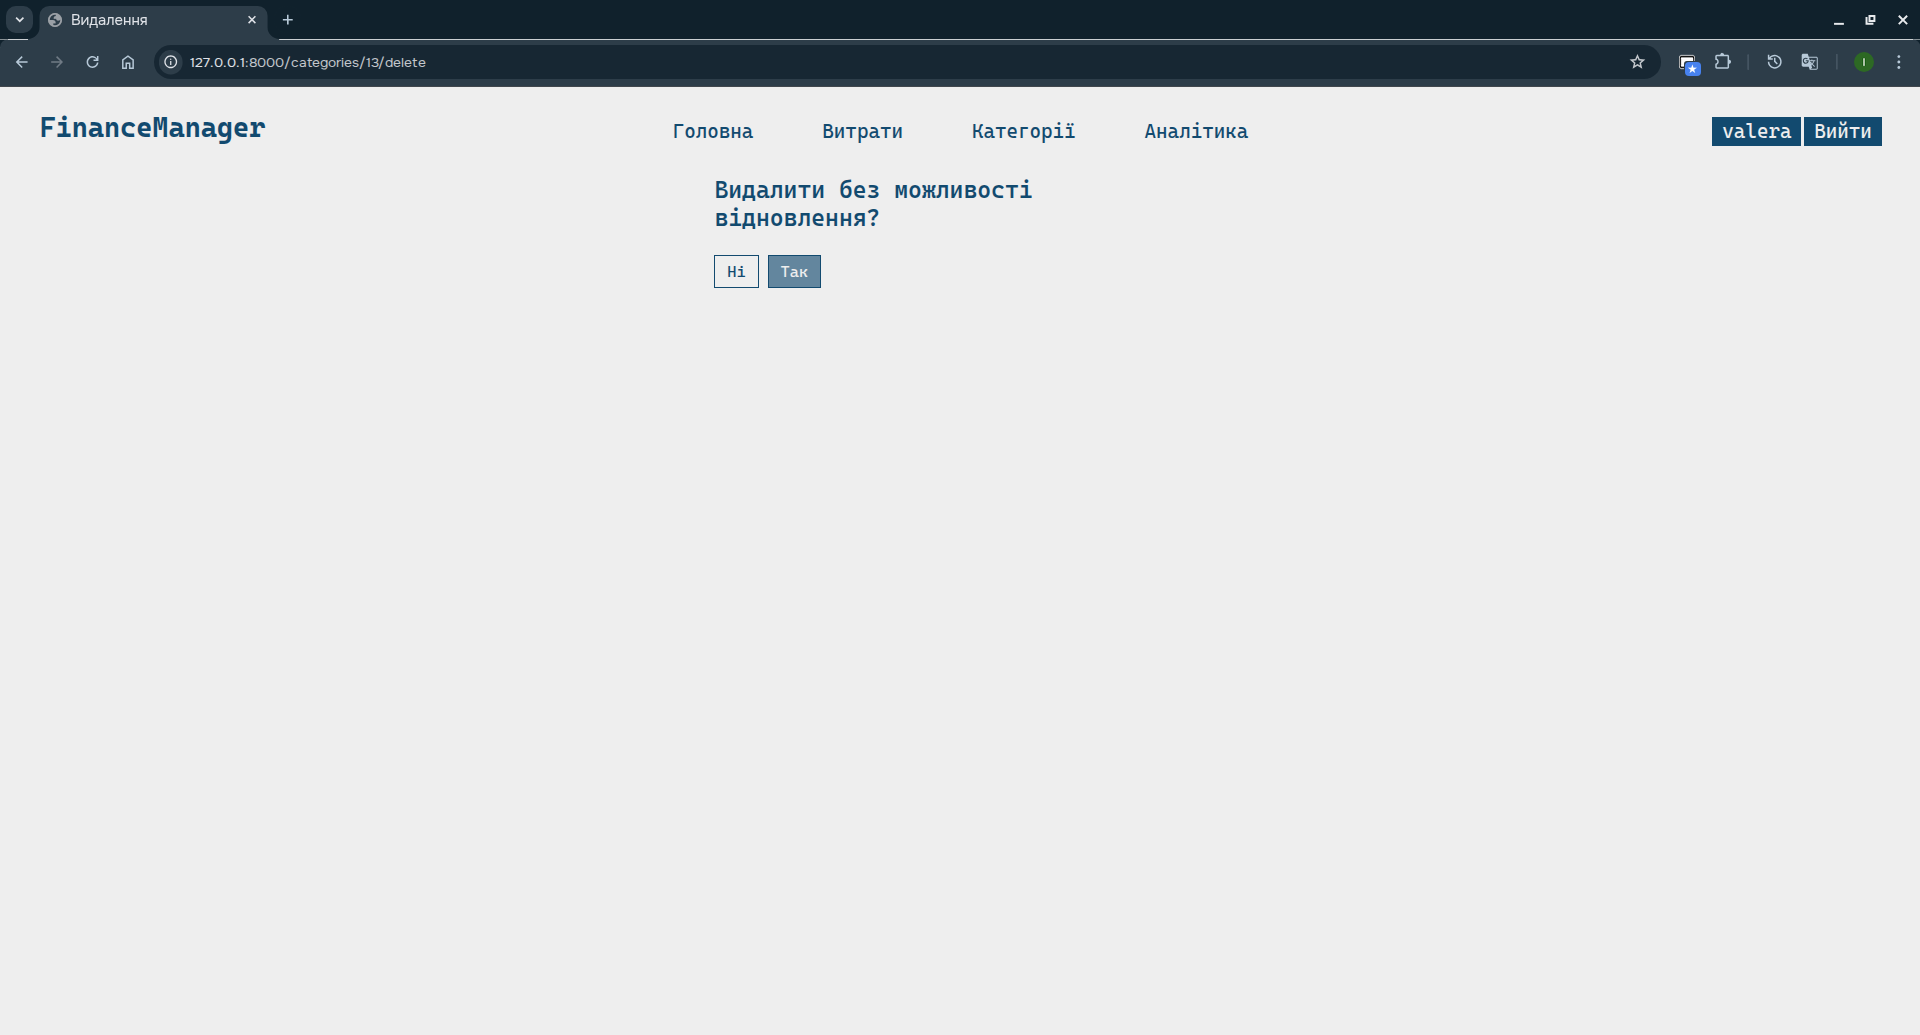 Видалення
127.0.0.1:8000/categories/13/delete
I
FinanceManager
Головна Витрати Категорії Аналітика
valera Вийти
Видалити без можливості
відновлення?
Ні Так